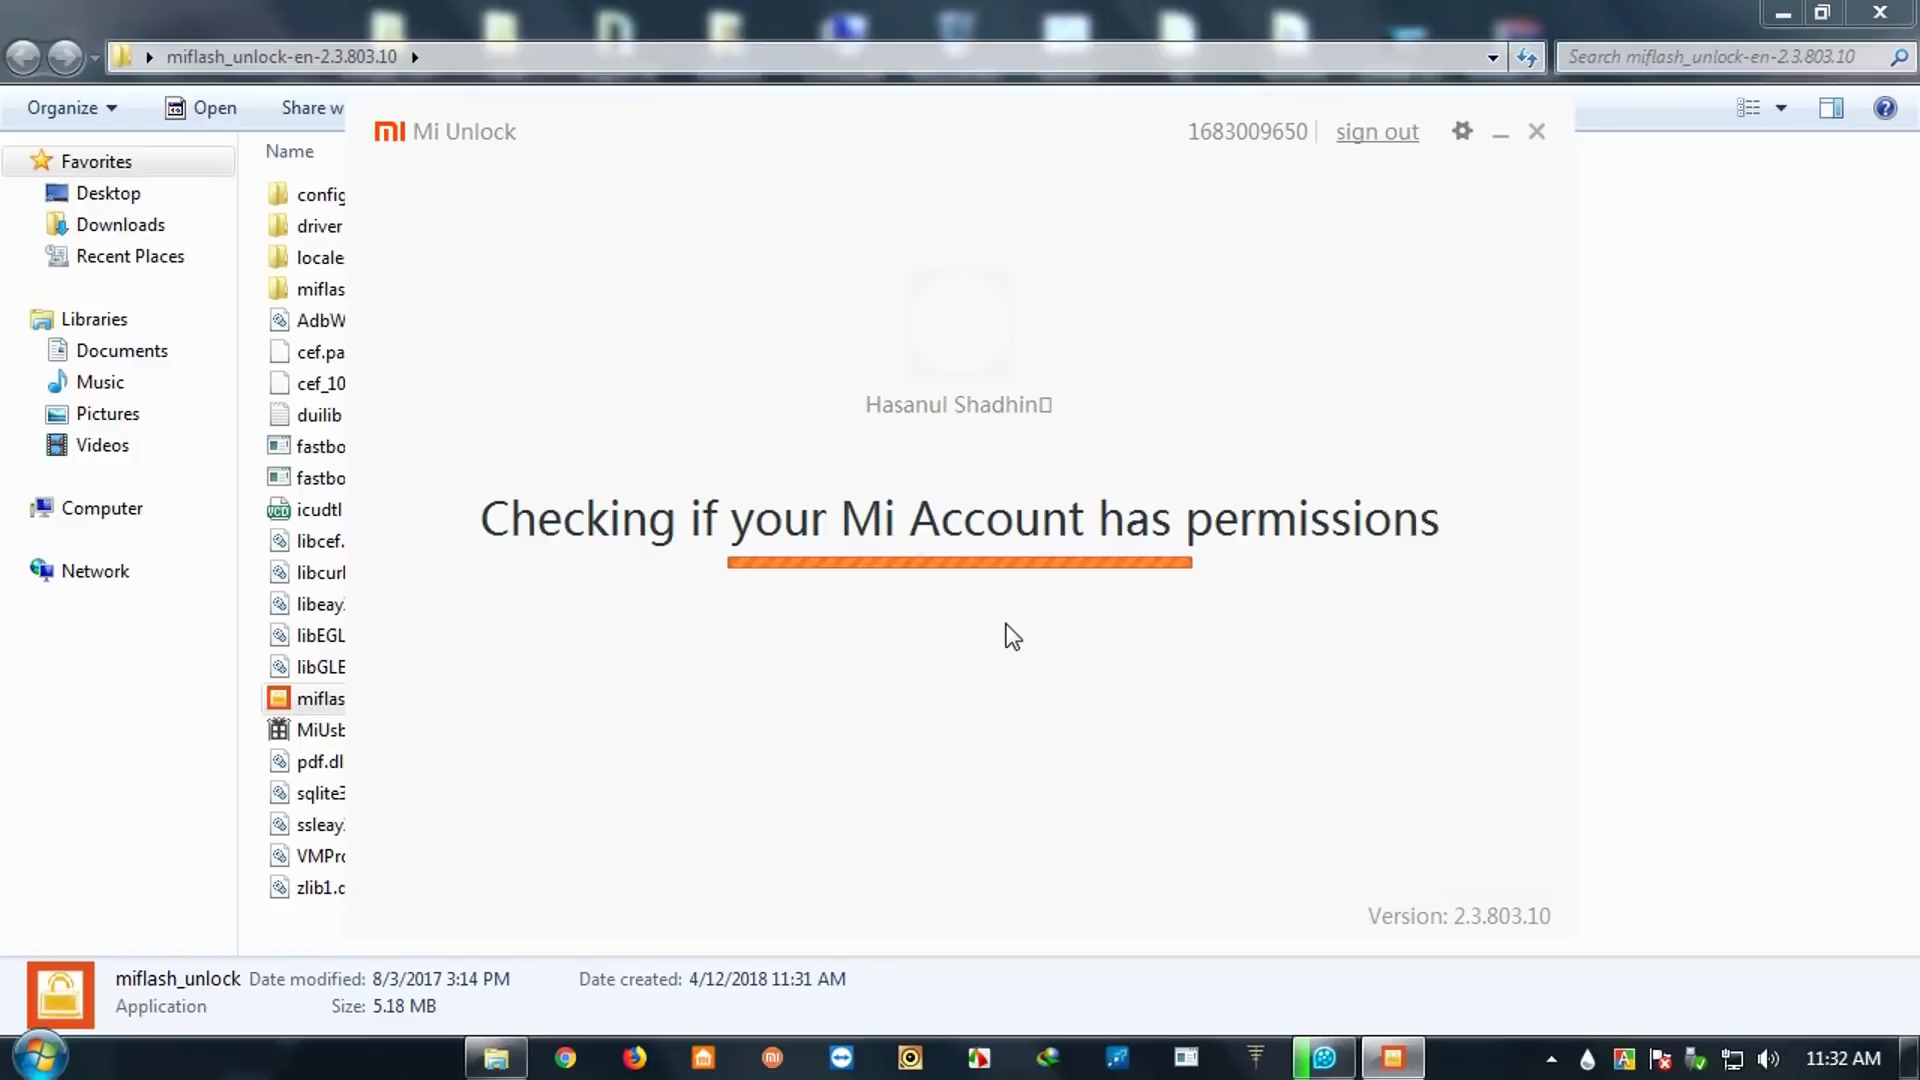 miflash_unlock-en-2.3.803.10
Search miflash_unlock-en-2.3.803.10
Organize
Open
Share w
mi Mi Unlock
1683009650
sign out
Name
Favorites
Desktop
Downloads
Recent Places
Libraries
Documents
Music
Pictures
Videos
Computer
Network
config
driver
locale
miflas
AdbW
cef.pa
cef_10
duilib
fastbo
fastbo
icudtl
libcef.
libcurl
libeay
libEGL
libGLE
miflas
MiUsb
pdf.dl
sqlite3
ssleay
VMPro
zlib1.d
Hasanul Shadhin
Checking if your Mi Account has permissions
Version: 2.3.803.10
miflash_unlock
Date modified: 8/3/2017 3:14 PM
Date created: 4/12/2018 11:31 AM
Application
Size: 5.18 MB
11:32 AM